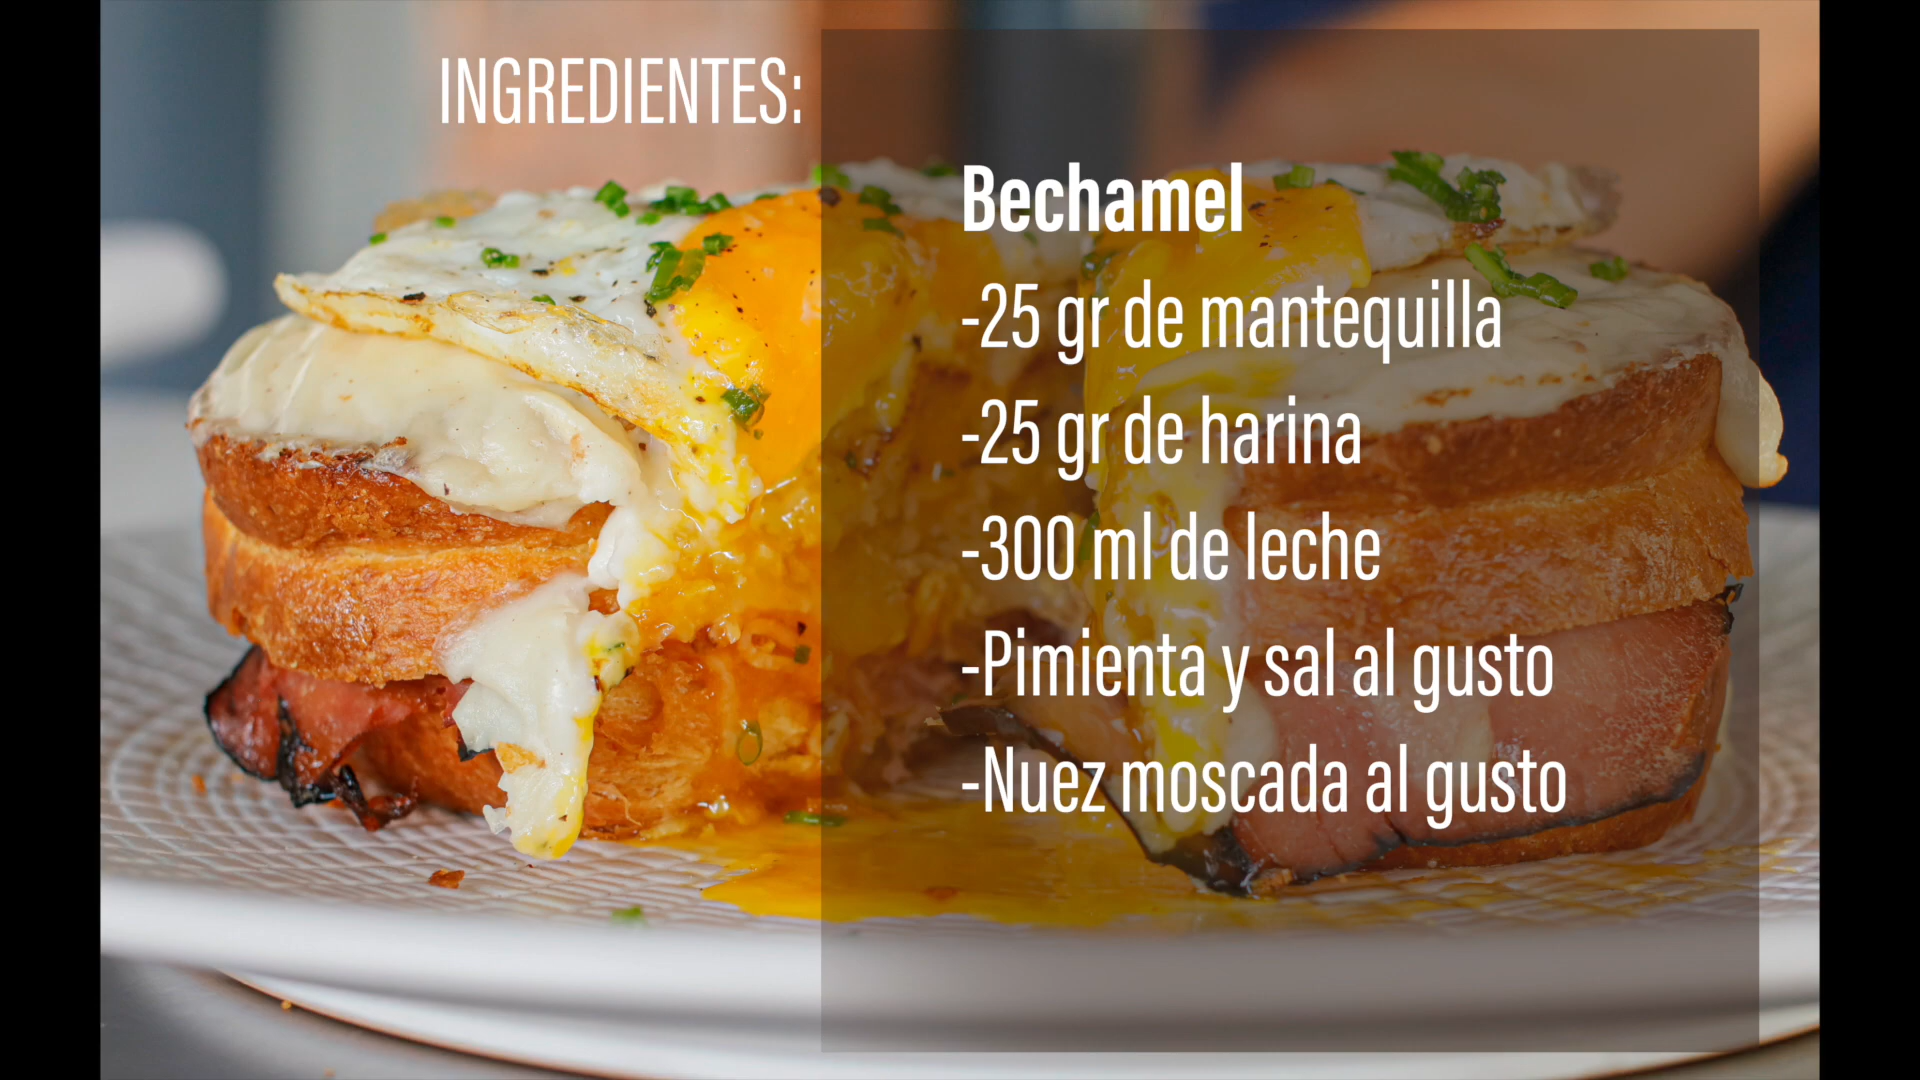 INGREDIENTES:
Bechamel
-25 gr de mantequilla
-25 gr de harina
-300 ml de leche
-Pimienta y sal al gusto
-Nuez moscada al gusto